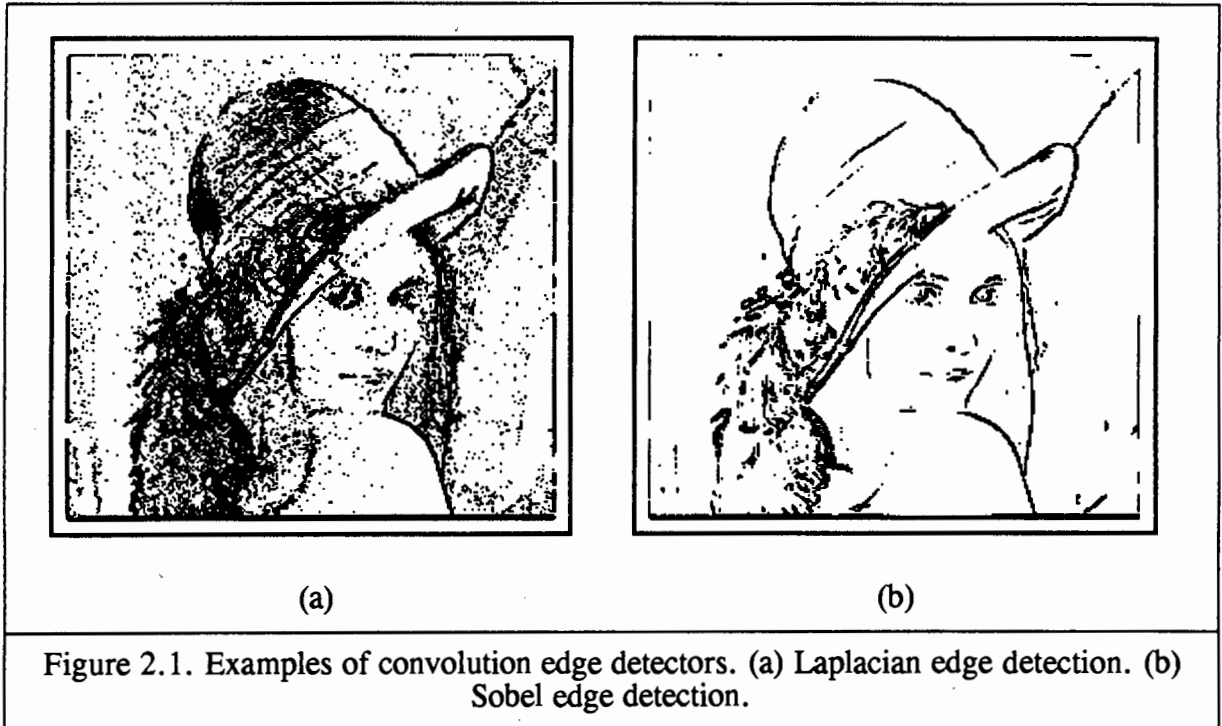 (a)
(b)
Figure 2.1. Examples of convolution edge detectors. (a) Laplacian edge detection. (b)
Sobel edge detection.